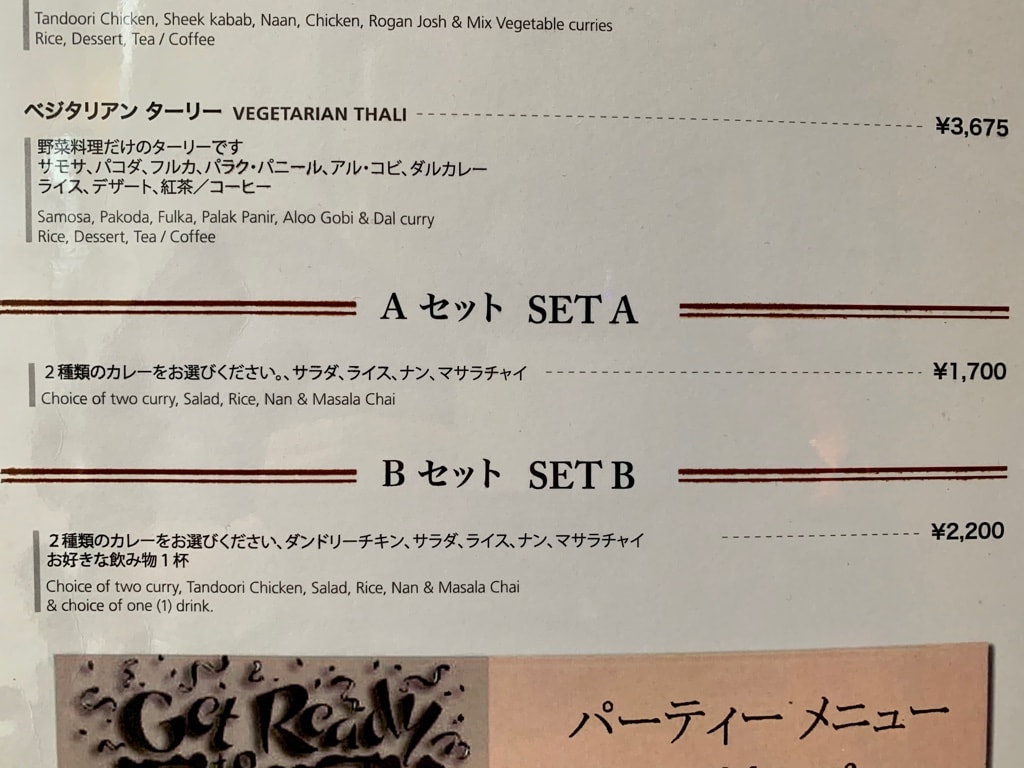 Tandoori Chicken, Sheek kabab, Naan, Chicken, Rogan Josh & Mix Vegetable curries
Rice, Dessert, Tea / Coffee
ベジタリアン ターリー VEGETARIAN THALI ¥3,675
野菜料理だけのターリーです
サモサ、パコダ、フルカ、パラク・パニール、アル・コビ、ダルカレー
ライス、デザート、紅茶／コーヒー
Samosa, Pakoda, Fulka, Palak Panir, Aloo Gobi & Dal curry
Rice, Dessert, Tea / Coffee
A セット SET A
２種類のカレーをお選びください。、サラダ、ライス、ナン、マサラチャイ ¥1,700
Choice of two curry, Salad, Rice, Nan & Masala Chai
B セット SET B
２種類のカレーをお選びください、ダンドリーチキン、サラダ、ライス、ナン、マサラチャイ ¥2,200
お好きな飲み物１杯
Choice of two curry, Tandoori Chicken, Salad, Rice, Nan & Masala Chai
& choice of one (1) drink.
Get Ready
パーティー メニュー